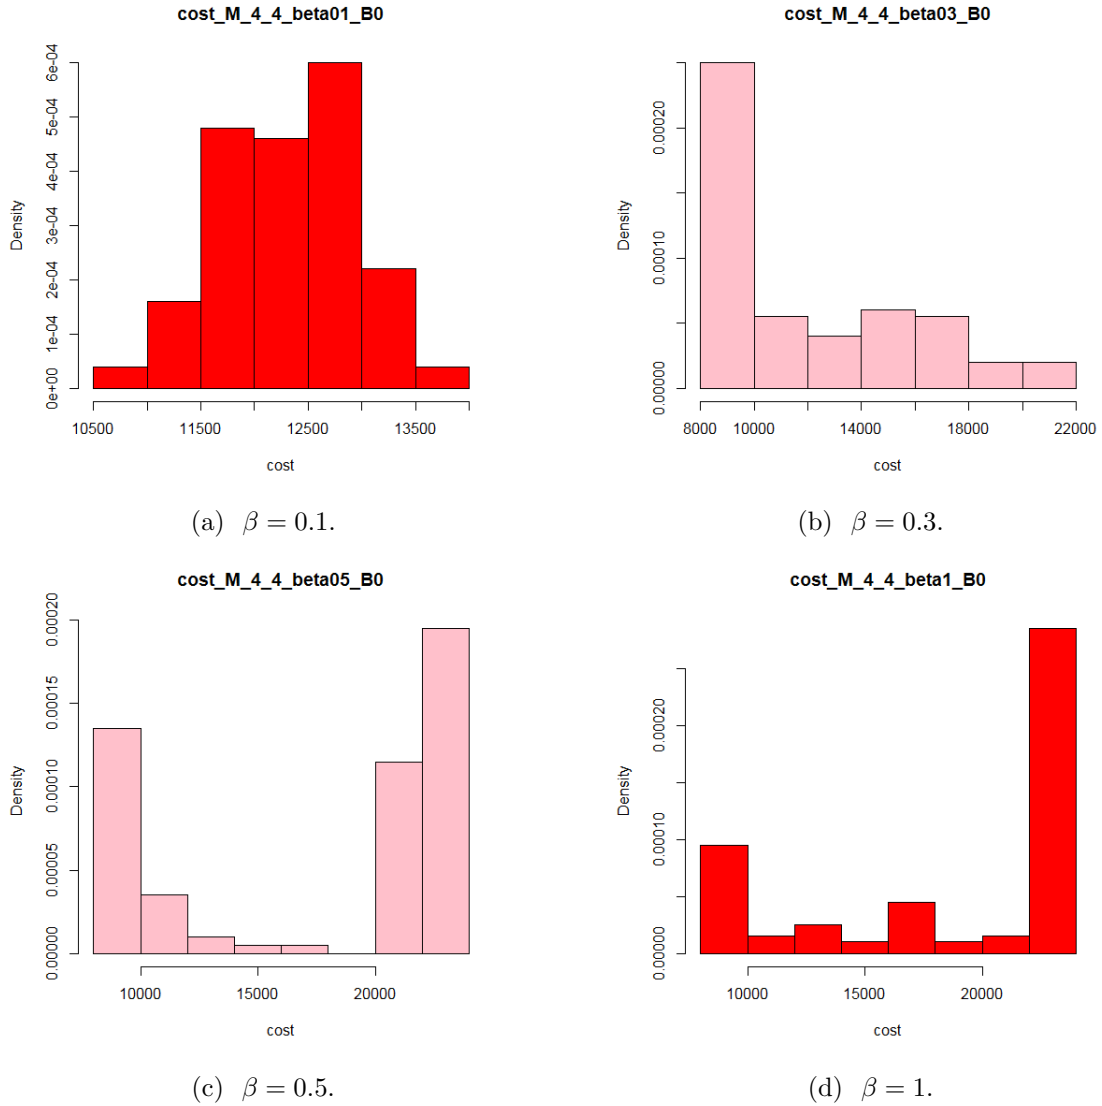 cost_M_4_4_beta01_B0
Density
0e+00 1e-04 2e-04 3e-04 4e-04 5e-04 6e-04
10500 11500 12500 13500
cost
(a) β = 0.1.
cost_M_4_4_beta03_B0
Density
0.00000 0.00010 0.00020
8000 10000 14000 18000 22000
cost
(b) β = 0.3.
cost_M_4_4_beta05_B0
Density
0.00000 0.00005 0.00010 0.00015 0.00020
10000 15000 20000
cost
(c) β = 0.5.
cost_M_4_4_beta1_B0
Density
0.00000 0.00010 0.00020
10000 15000 20000
cost
(d) β = 1.